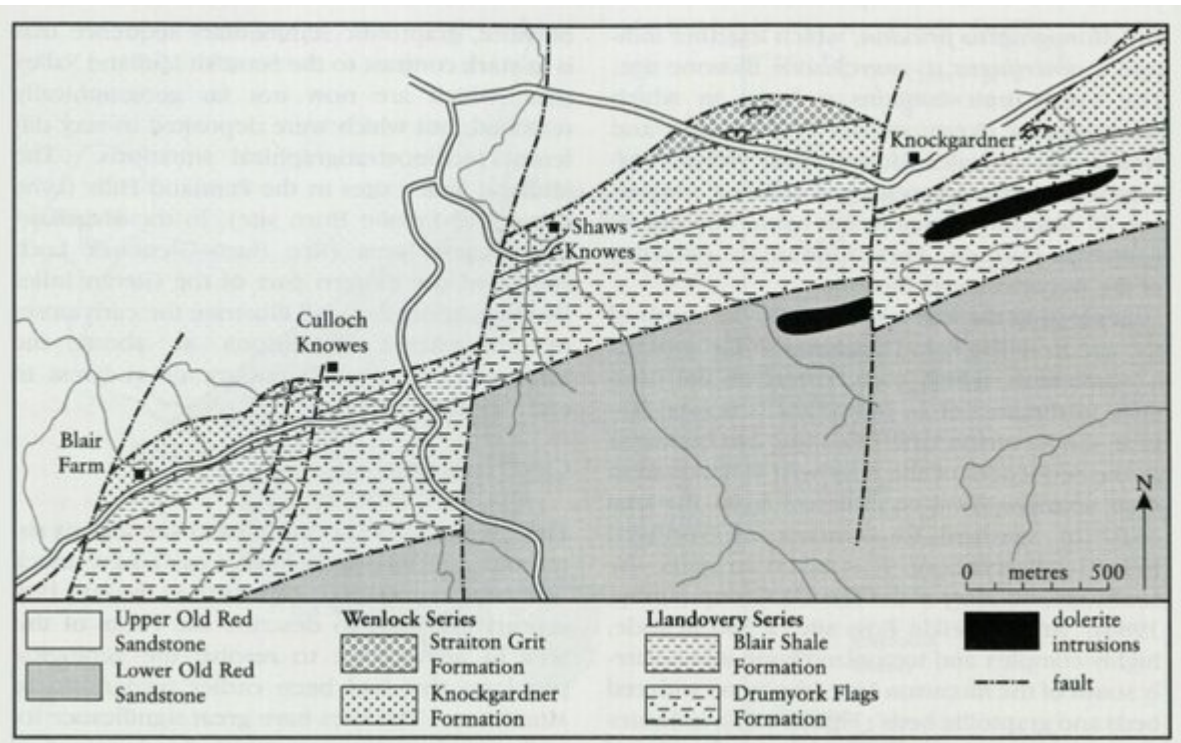 Knockgardner
Shaws
Knowes
Culloch
Knowes
Blair
Farm
N
0 metres 500
Upper Old Red
Sandstone
Lower Old Red
Sandstone
Wenlock Series
Straiton Grit
Formation
Knockgardner
Formation
Llandovery Series
Blair Shale
Formation
Drumyork Flags
Formation
dolerite
intrusions
fault